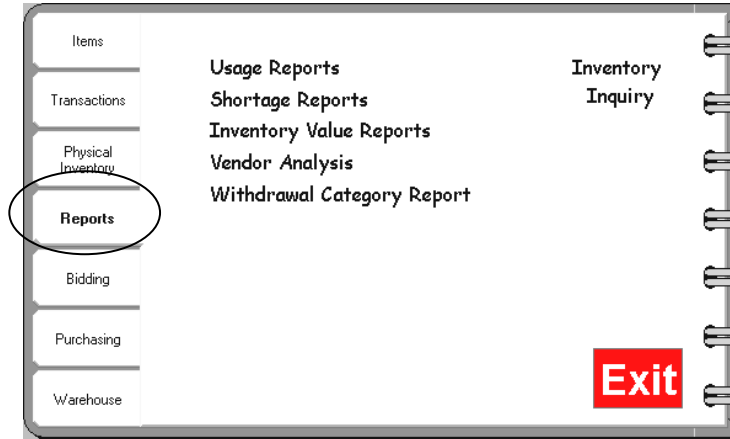 Items
Transactions
Physical
Inventory
Reports
Bidding
Purchasing
Warehouse
Usage Reports
Shortage Reports
Inventory Value Reports
Vendor Analysis
Withdrawal Category Report
Inventory
Inquiry
Exit